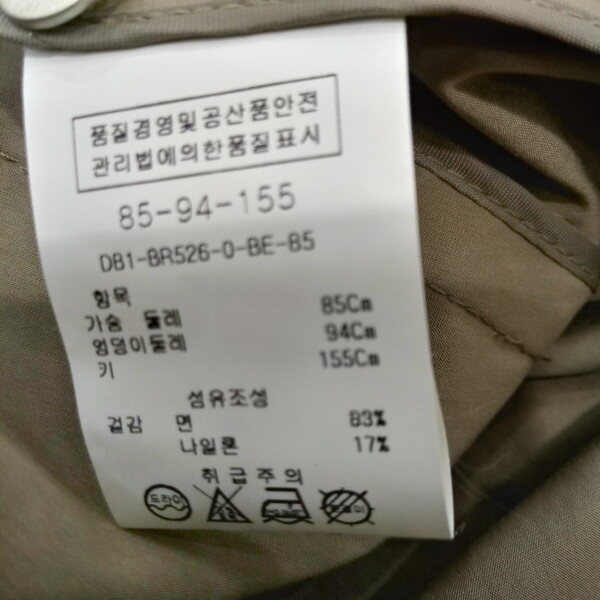 품질경영및공산품안전
관리법에의한품질표시
85-94-155
DB1-BR526-0-BE-85
항목
가슴 둘레 85Cm
엉덩이둘레 94Cm
키 155Cm
섬유조성
겉감 면 83%
나일론 17%
취급주의
드라이